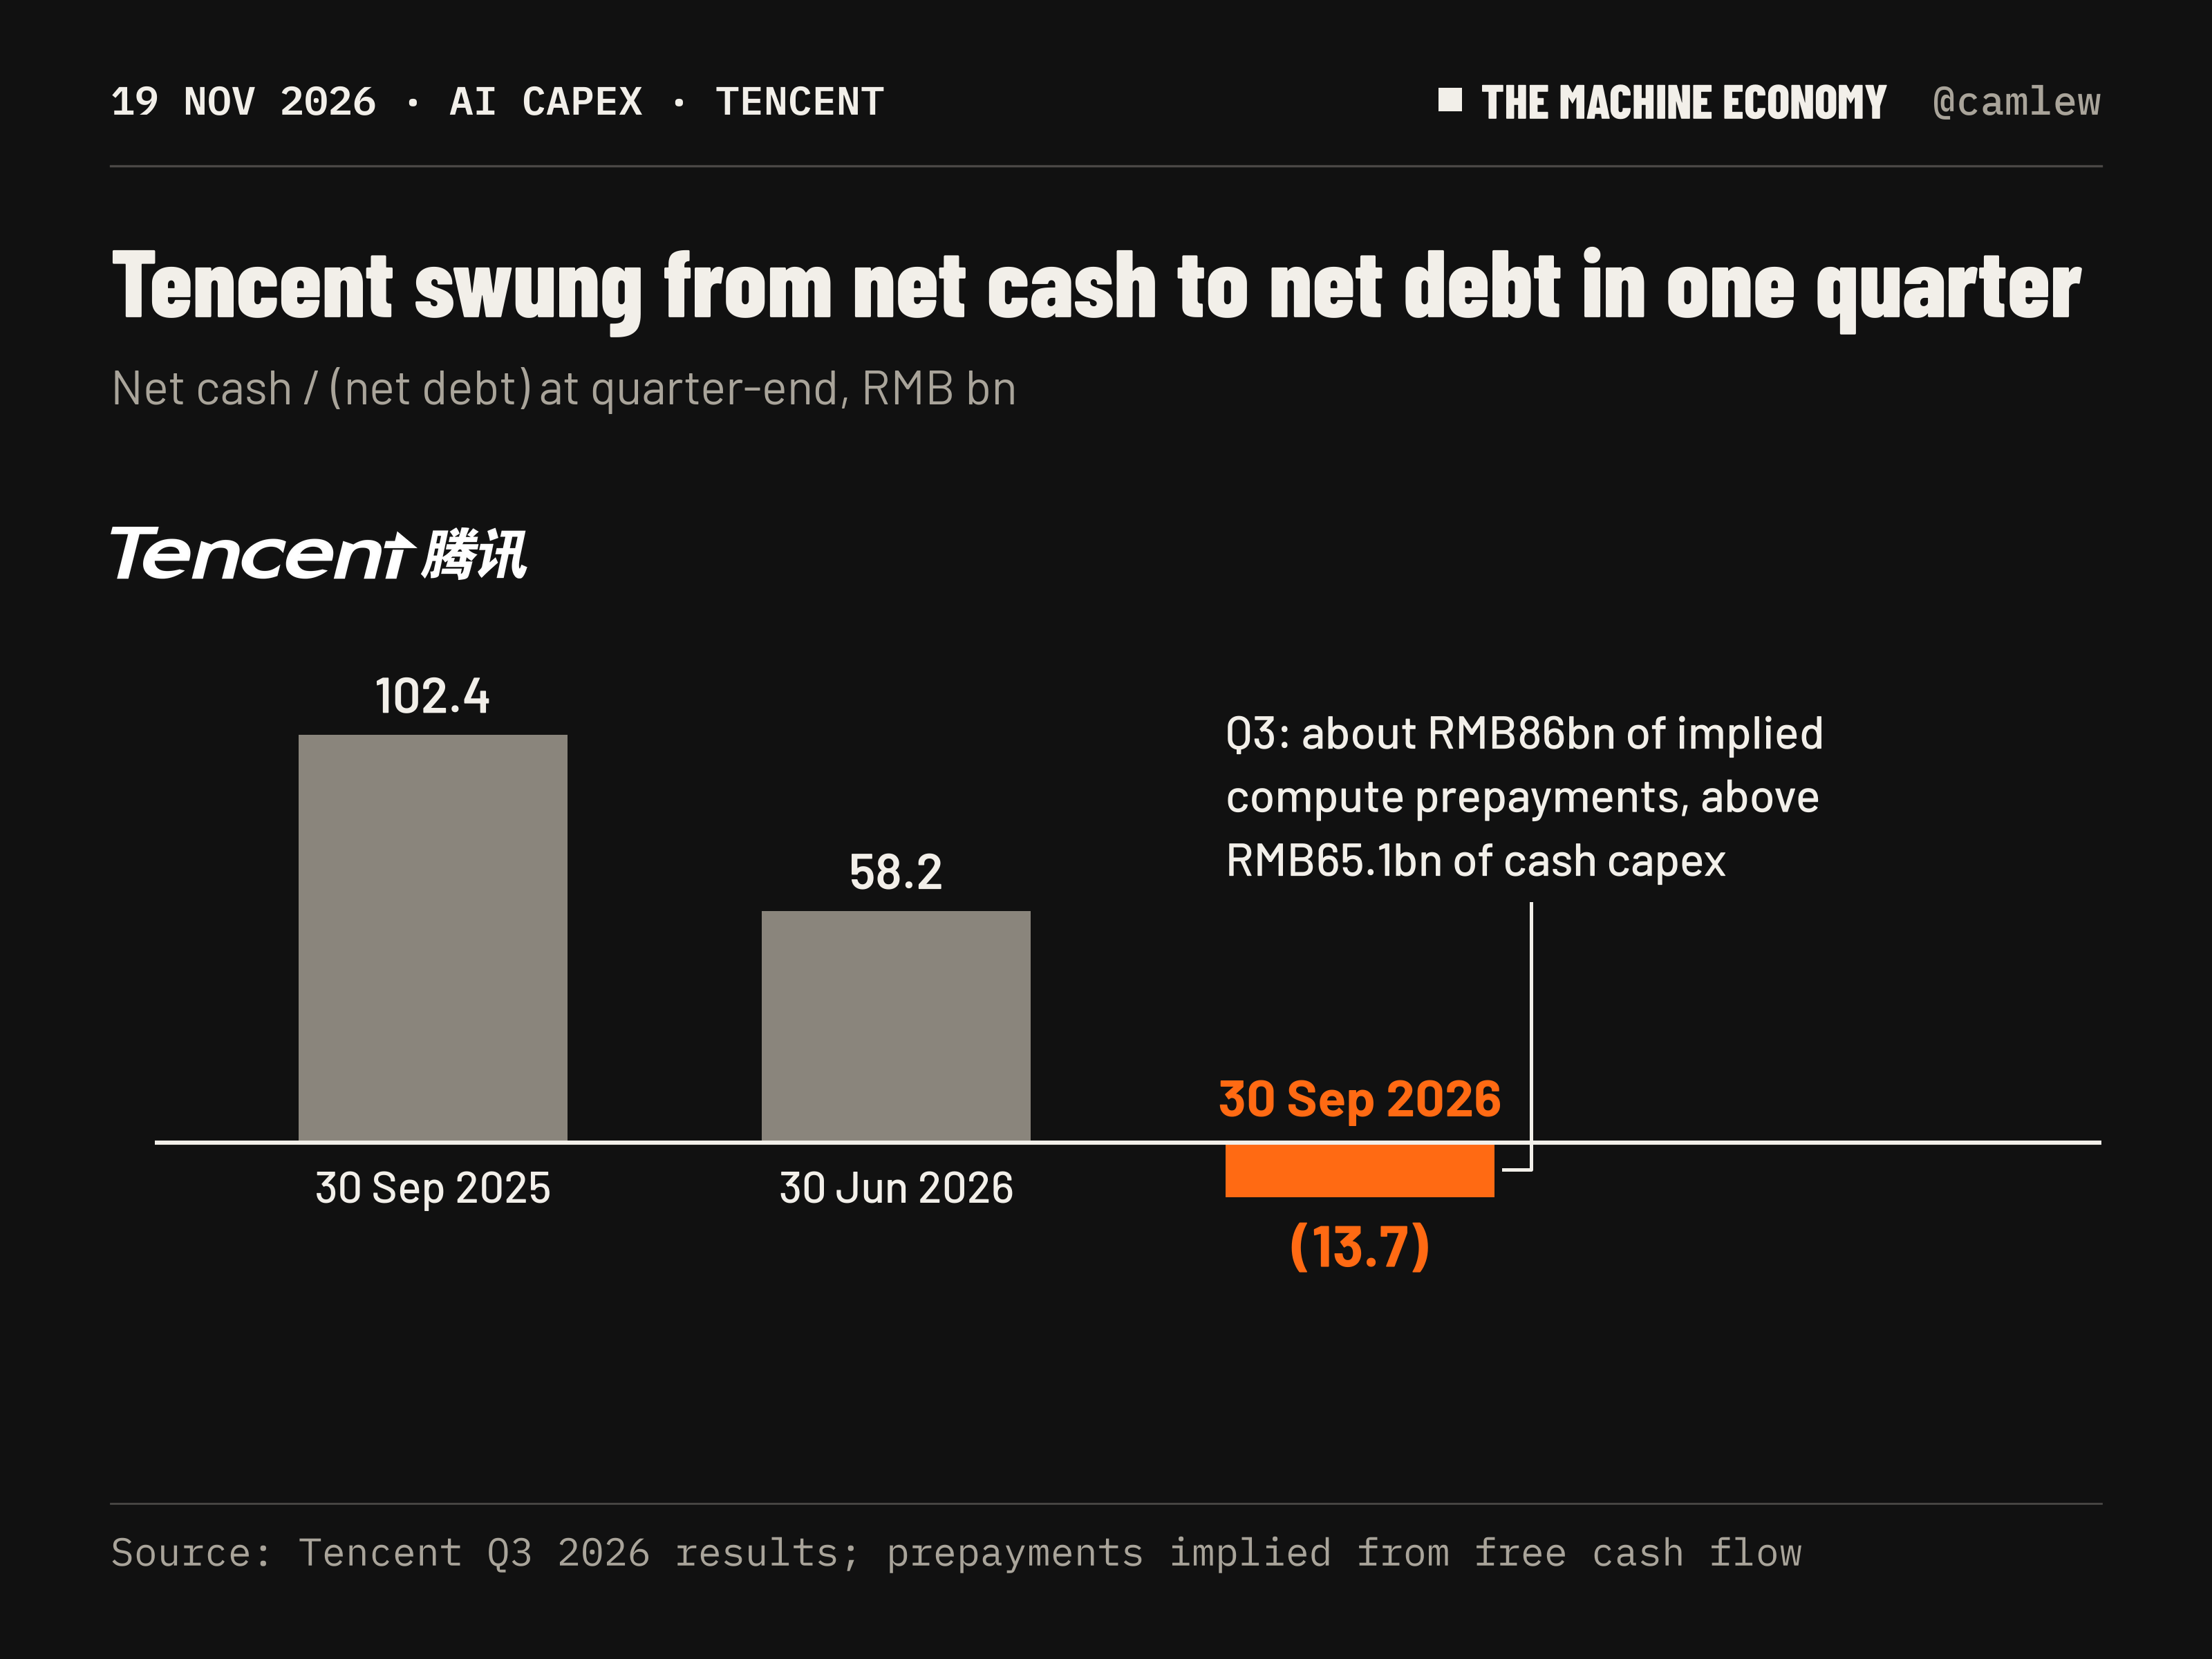 19 NOV 2026 · AI CAPEX · TENCENT
THE MACHINE ECONOMY @camlew
Tencent swung from net cash to net debt in one quarter
Net cash / (net debt) at quarter-end, RMB bn
Tencent 腾讯
102.4
58.2
Q3: about RMB86bn of implied
compute prepayments, above
RMB65.1bn of cash capex
30 Sep 2026
30 Sep 2025
30 Jun 2026
(13.7)
Source: Tencent Q3 2026 results; prepayments implied from free cash flow